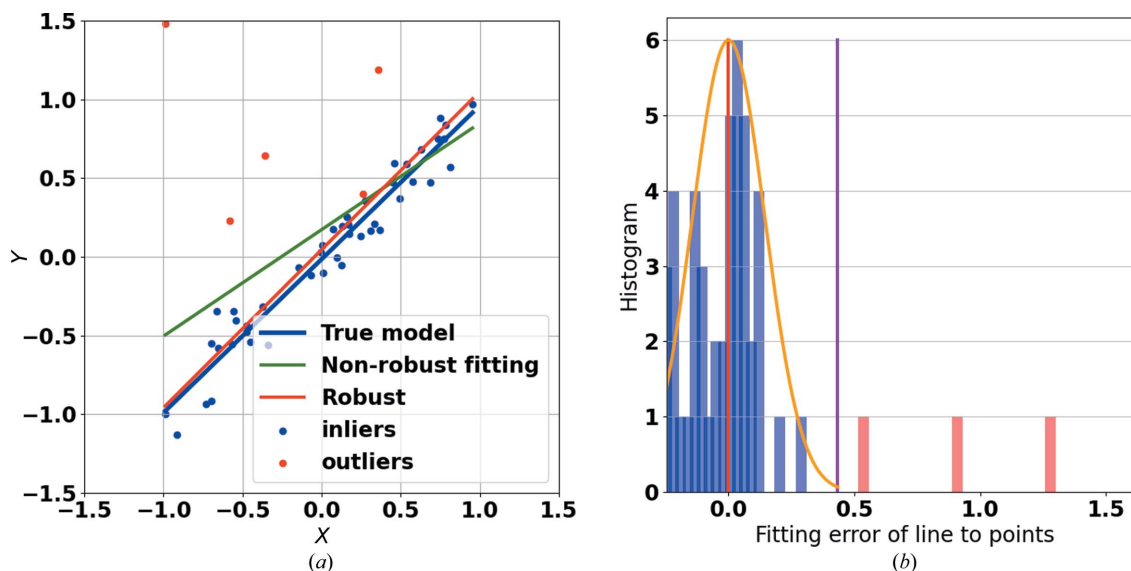 1.5
1.0
0.5
0.0
−0.5
−1.0
−1.5
Y
−1.5 −1.0 −0.5 0.0 0.5 1.0 1.5
X
True model
Non-robust fitting
Robust
inliers
outliers
(a)
6
5
4
3
2
1
0
Histogram
0.0 0.5 1.0 1.5
Fitting error of line to points
(b)